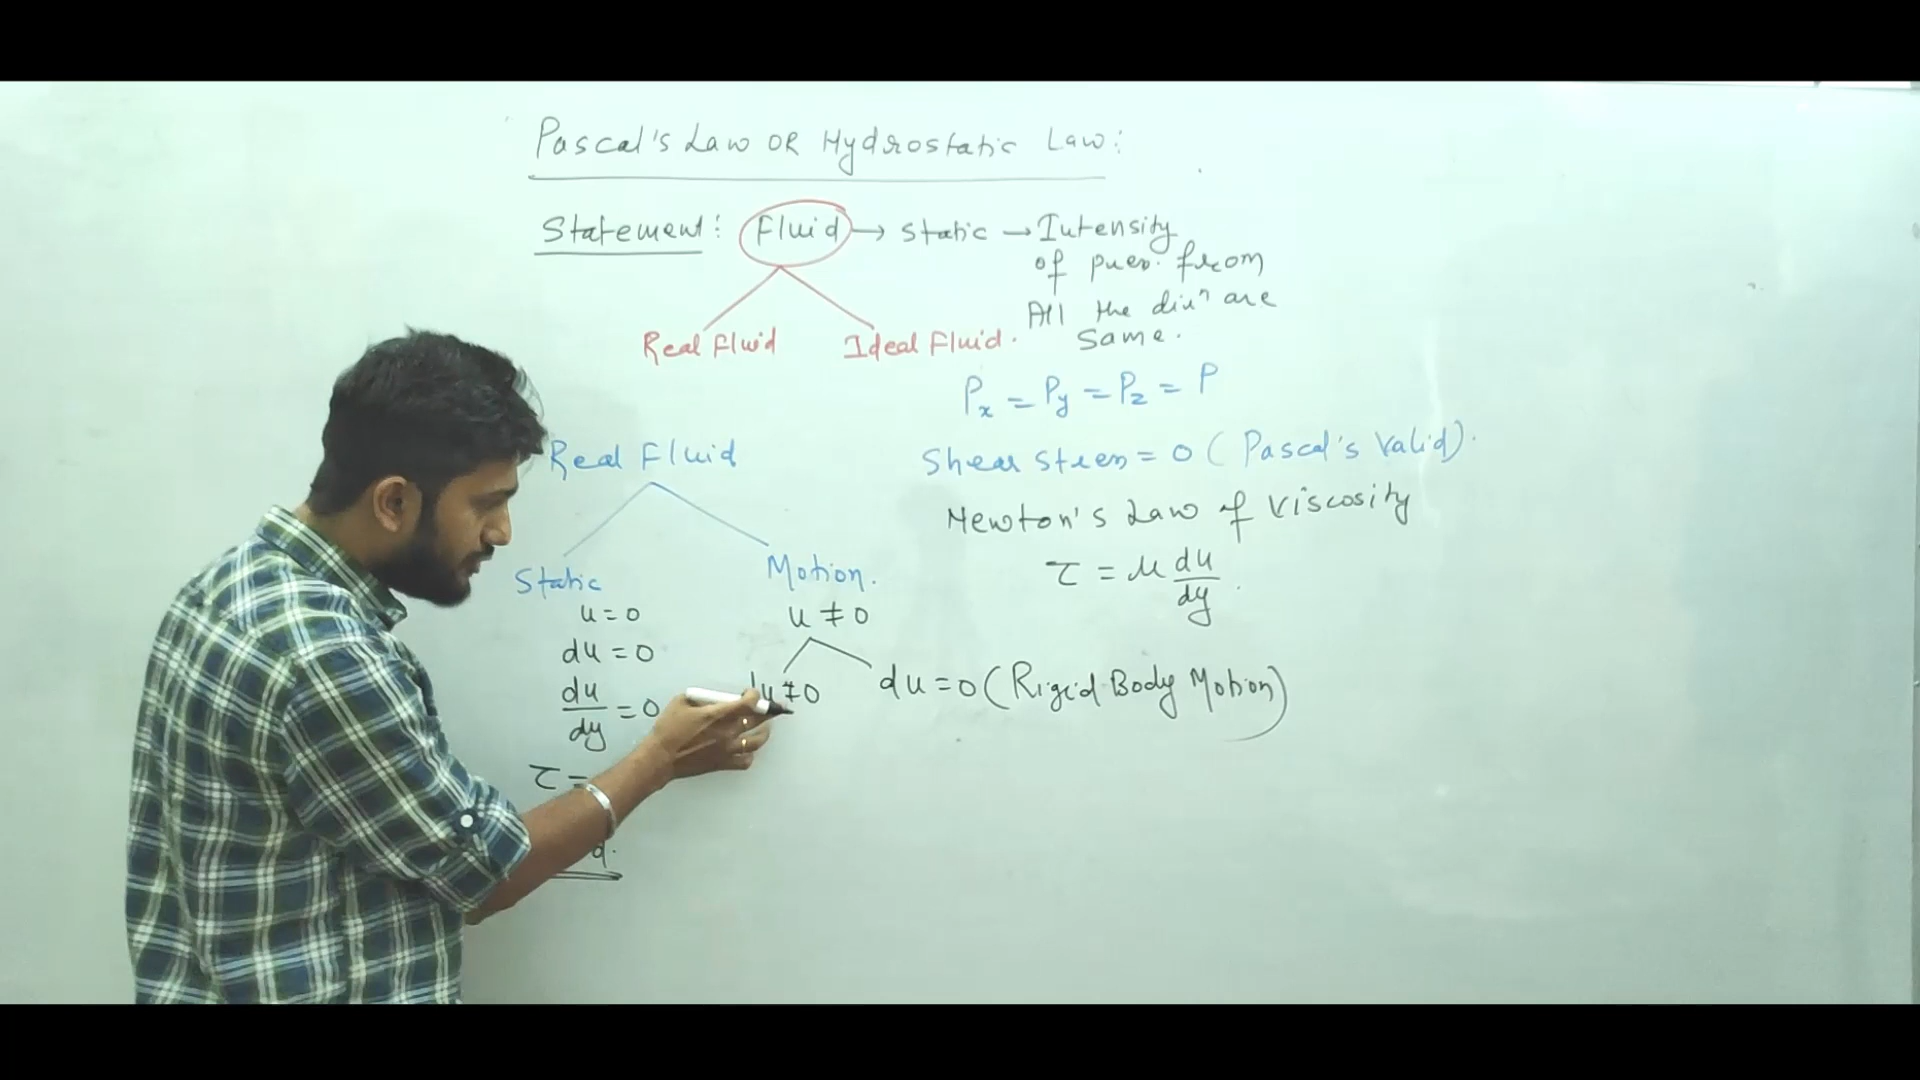 Pascal's Law OR Hydrostatic Law:
Statement: Fluid → Static → Intensity
of pres. from
All the dirⁿ are
Same.
Real Fluid Ideal Fluid.
Px = Py = Pz = P
Real Fluid
Shear Stress = 0 (Pascal's Valid).
Newton's Law of Viscosity
τ = μ du/dy.
Static Motion.
u = 0 u ≠ 0
du = 0
du/dy = 0
du = 0 (Rigid Body Motion)
u ≠ 0
τ =
d.